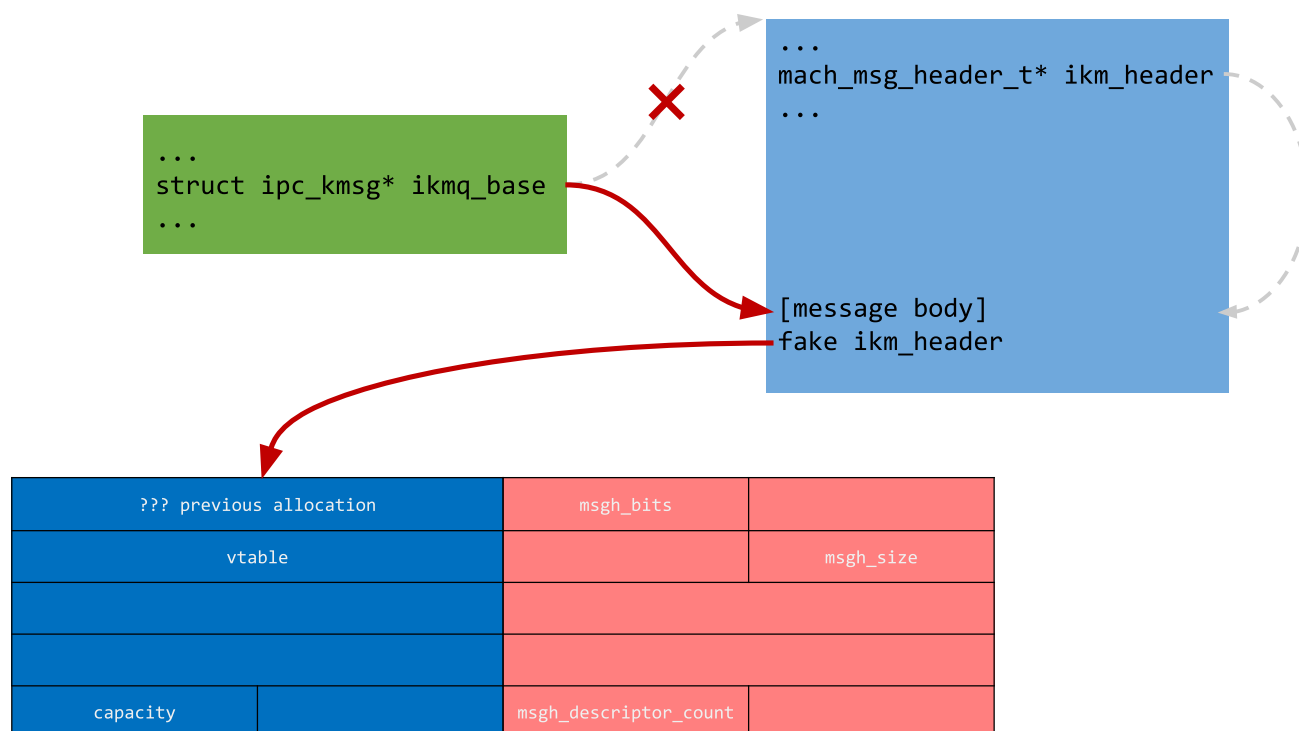 ...
mach_msg_header_t* ikm_header
...
...
struct ipc_kmsg* ikmq_base
...
[message body]
fake ikm_header
??? previous allocation
msgh_bits
vtable
msgh_size
capacity
msgh_descriptor_count